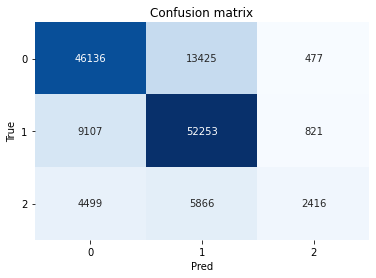 Confusion matrix
0 46136 13425 477
1 9107 52253 821
2 4499 5866 2416
0 1 2
True
Pred